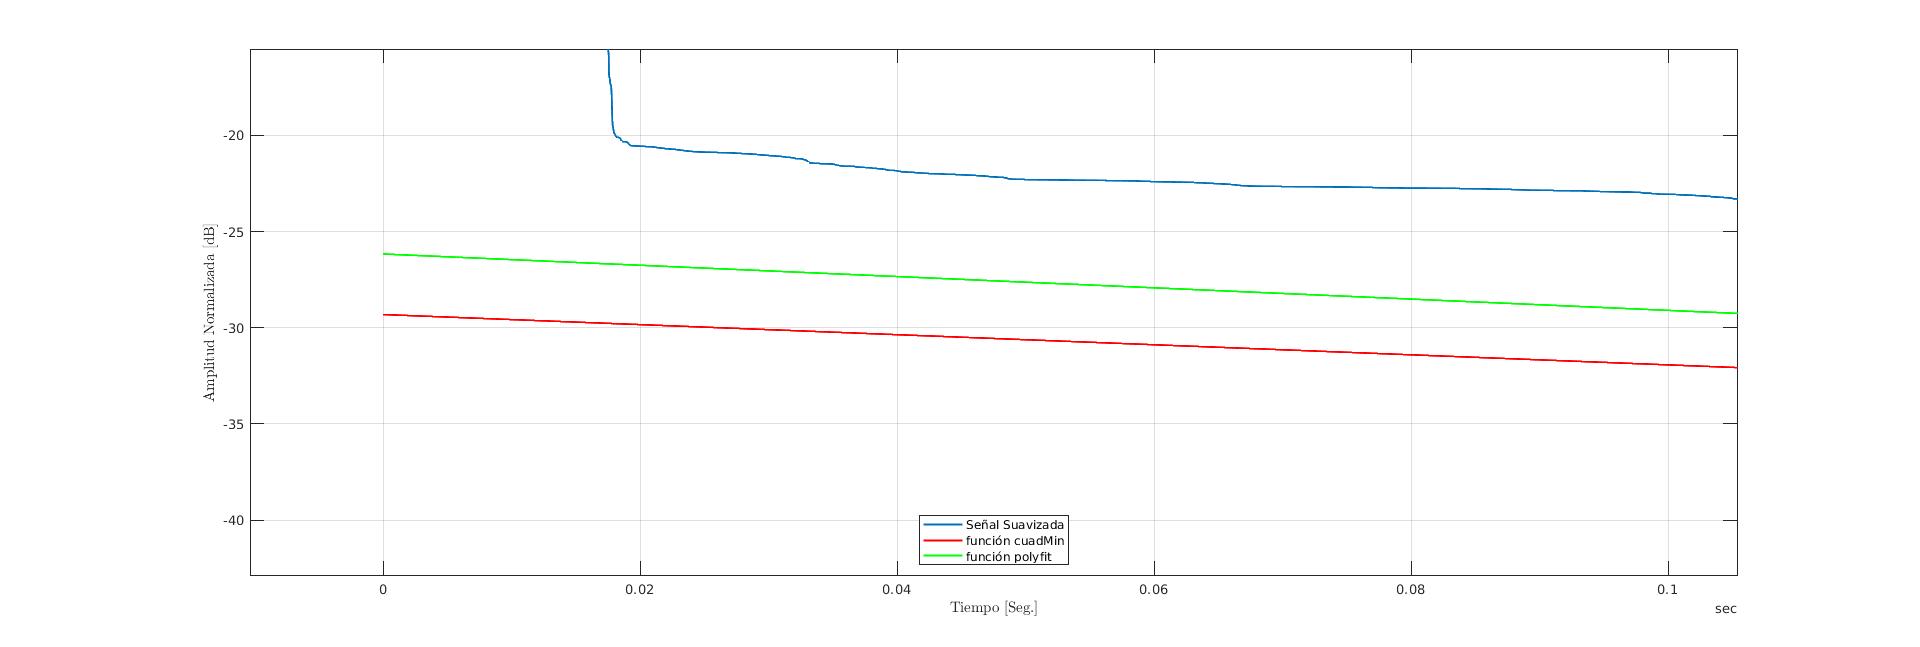 Amplitud Normalizada [dB]
-20
-25
-30
-35
-40
Señal Suavizada
función cuadMin
función polyfit
0
0.02
0.04
0.06
0.08
0.1
Tiempo [Seg.]
sec